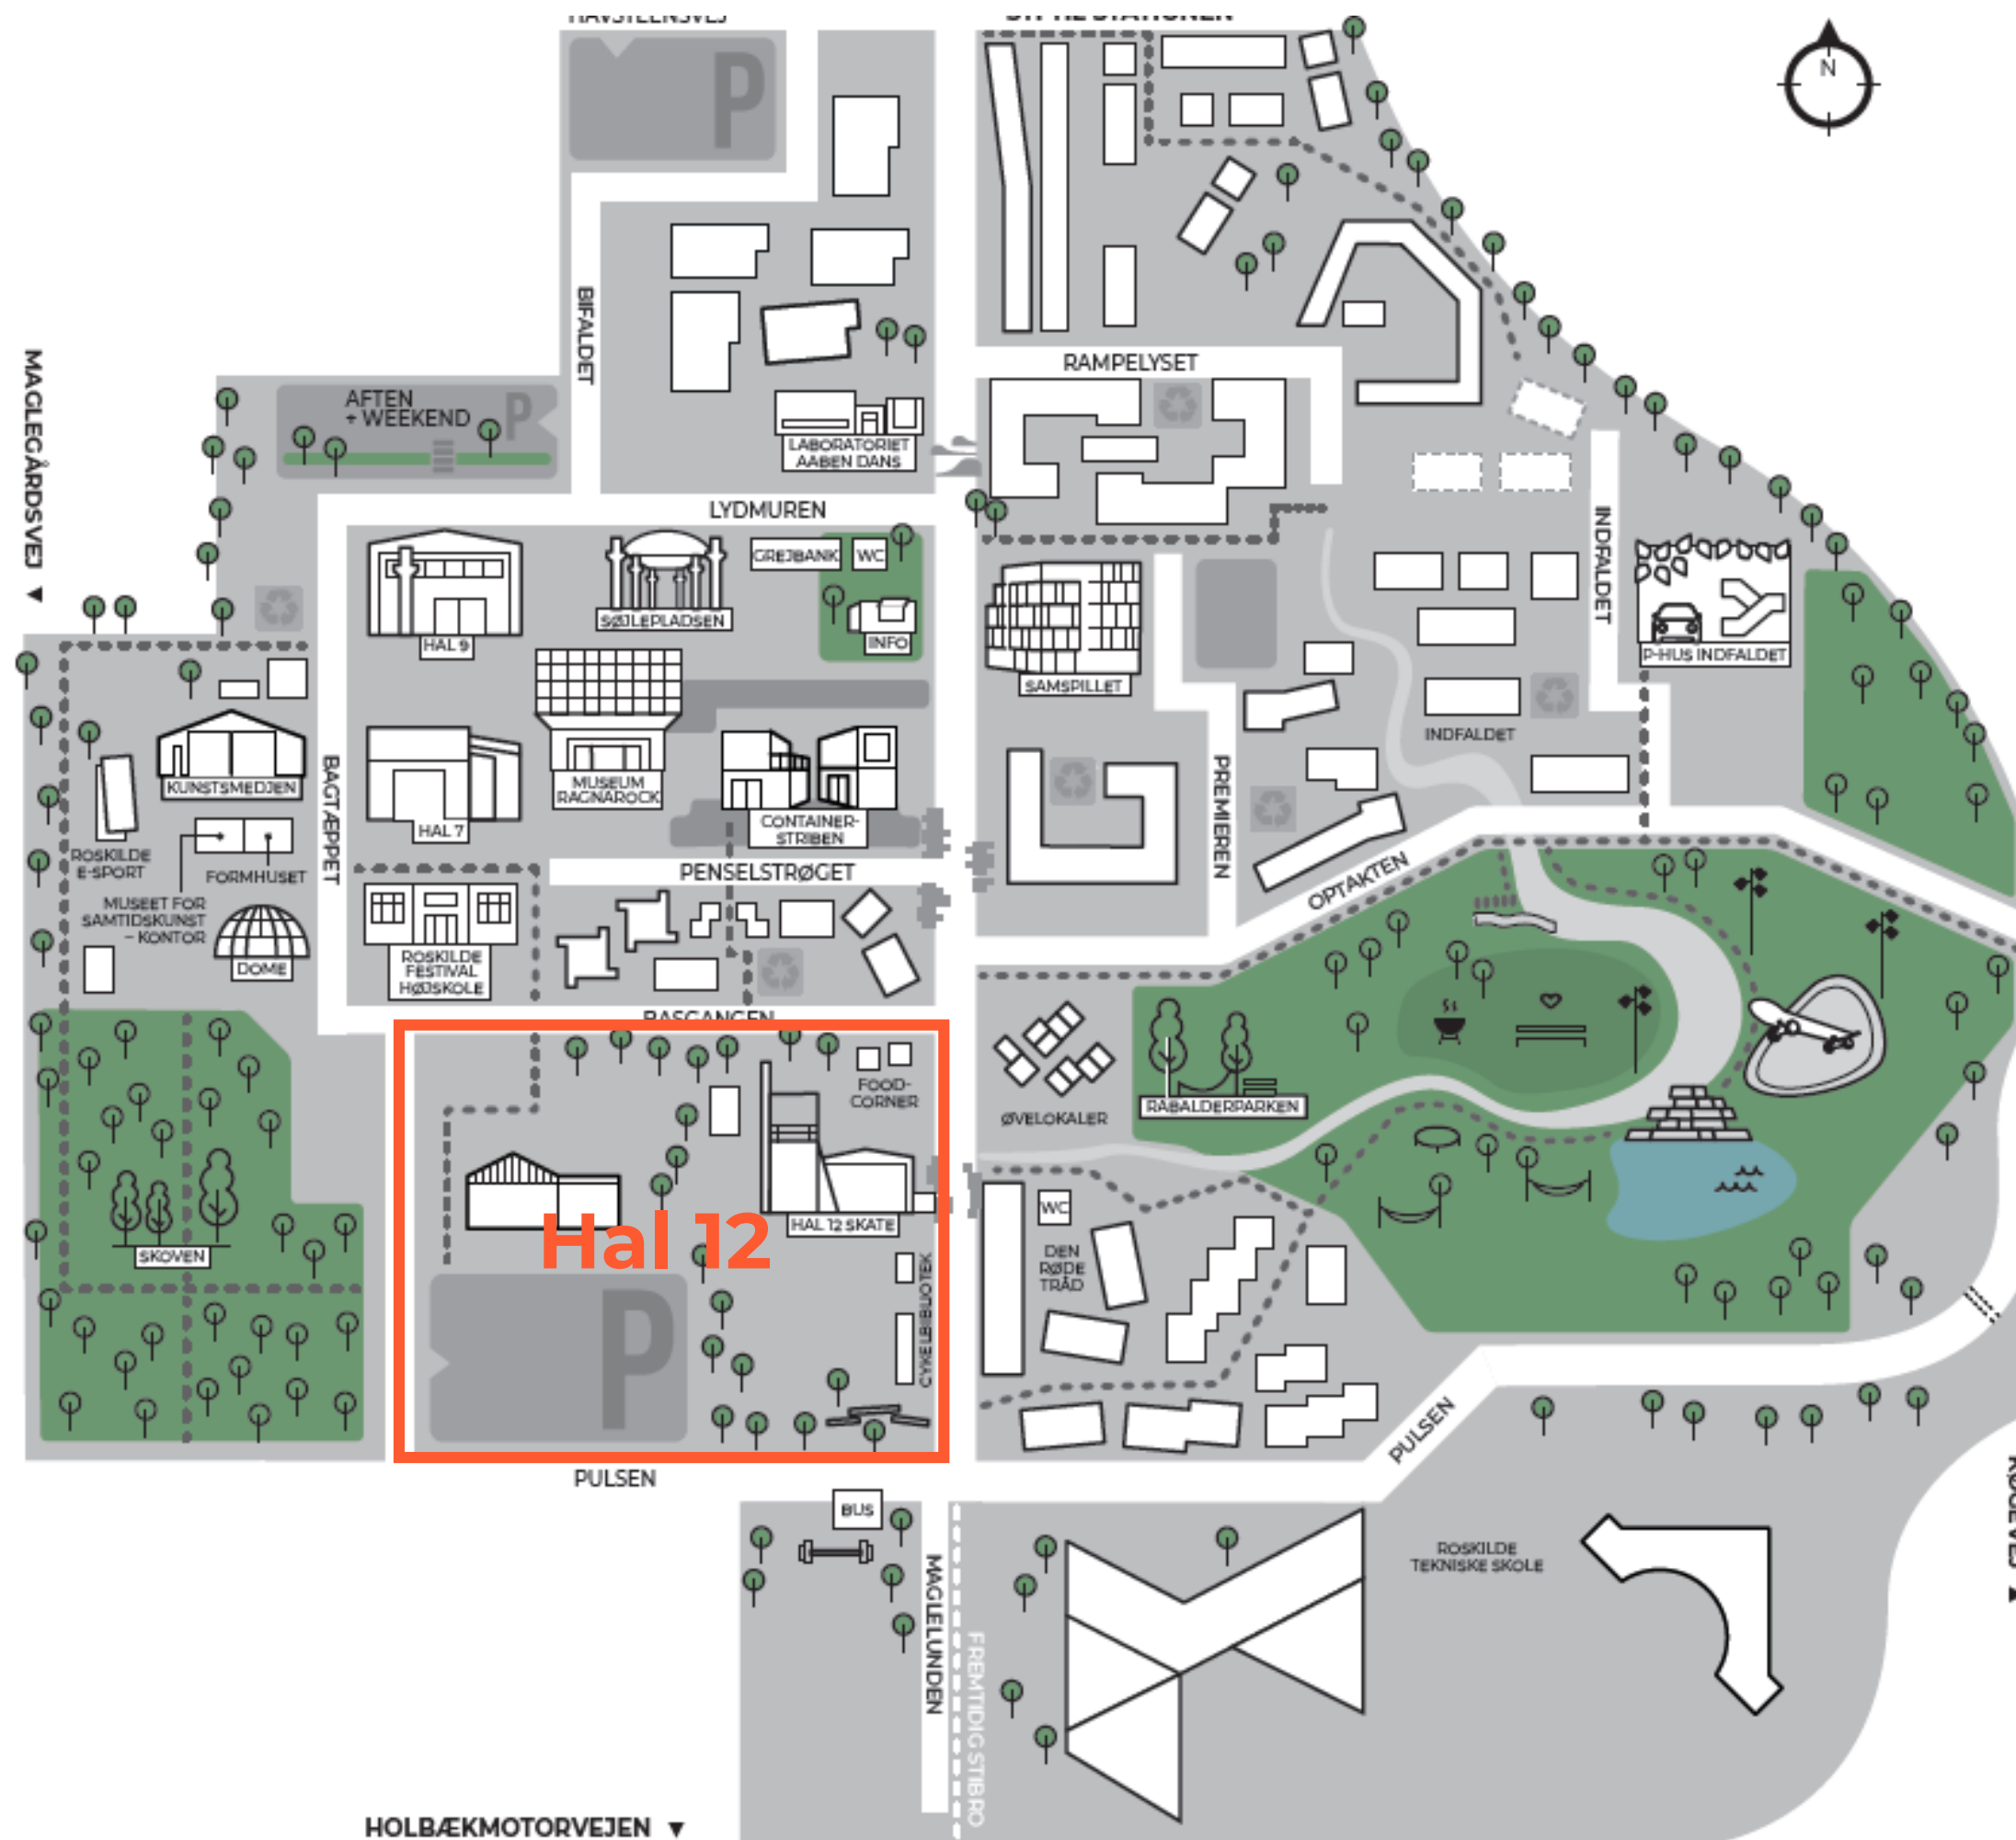 HAVSTEENSVEJ
P
N
BIFALDET
MAGLEGÅRDSVEJ ▼
AFTEN
+ WEEKEND
P
LABORATORIET
AABEN DANS
RAMPELYSET
LYDMUREN
HAL 9
SØJLEPLADSEN
GREJBANK
WC
INFO
SAMSPILLET
INDFALDET
P-HUS INDFALDET
INDFALDET
KUNSTSMEDJEN
BAGTÆPPET
HAL 7
MUSEUM
RAGNAROCK
CONTAINER-
STRIBEN
PREMIEREN
ROSKILDE
E-SPORT
FORMHUSET
MUSEET FOR
SAMTIDSKUNST
– KONTOR
DOME
PENSELSTRØGET
OPTAKTEN
ROSKILDE
FESTIVAL
HØJSKOLE
BASGANGEN
FOOD-
CORNER
ØVELOKALER
RABALDERPARKEN
HAL 12 SKATE
Hal 12
SKOVEN
P
CYKELBIBLIOTEK
WC
DEN
RØDE
TRÅD
PULSEN
PULSEN
BUS
MAGLELUNDEN
FREMTIDIG STIBRO
ROSKILDE
TEKNISKE SKOLE
KØGEVEJ ▲
HOLBÆKMOTORVEJEN ▼